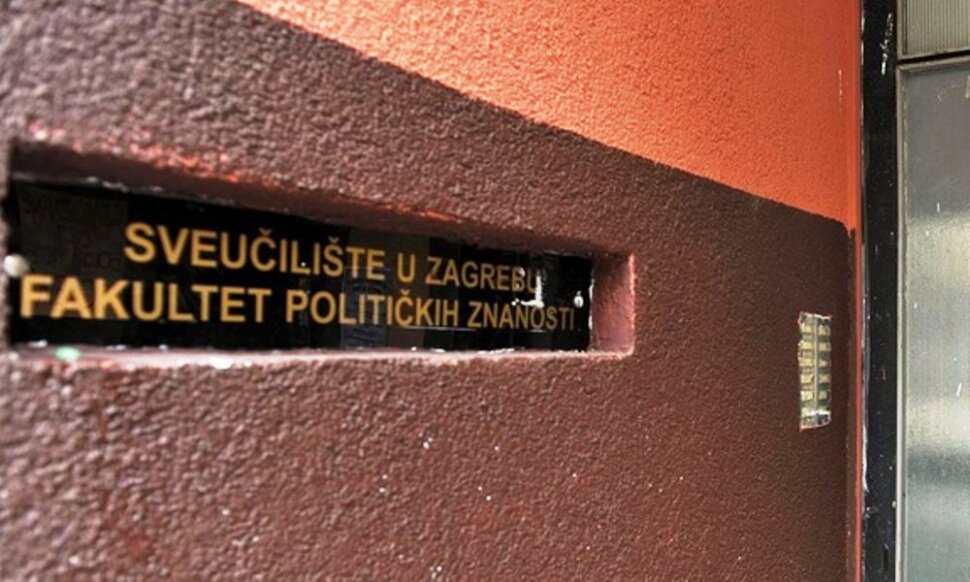 SVEUČILIŠTE U ZAGREBU
FAKULTET POLITIČKIH ZNANOSTI